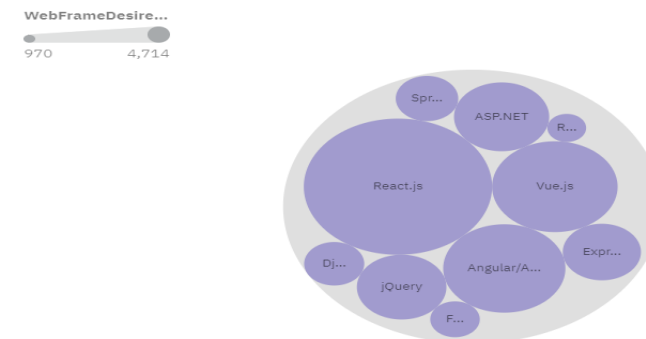 WebFrameDesire...
970 4,714
Spr...
ASP.NET
R...
React.js
Vue.js
Expr...
Dj...
Angular/A...
jQuery
F...